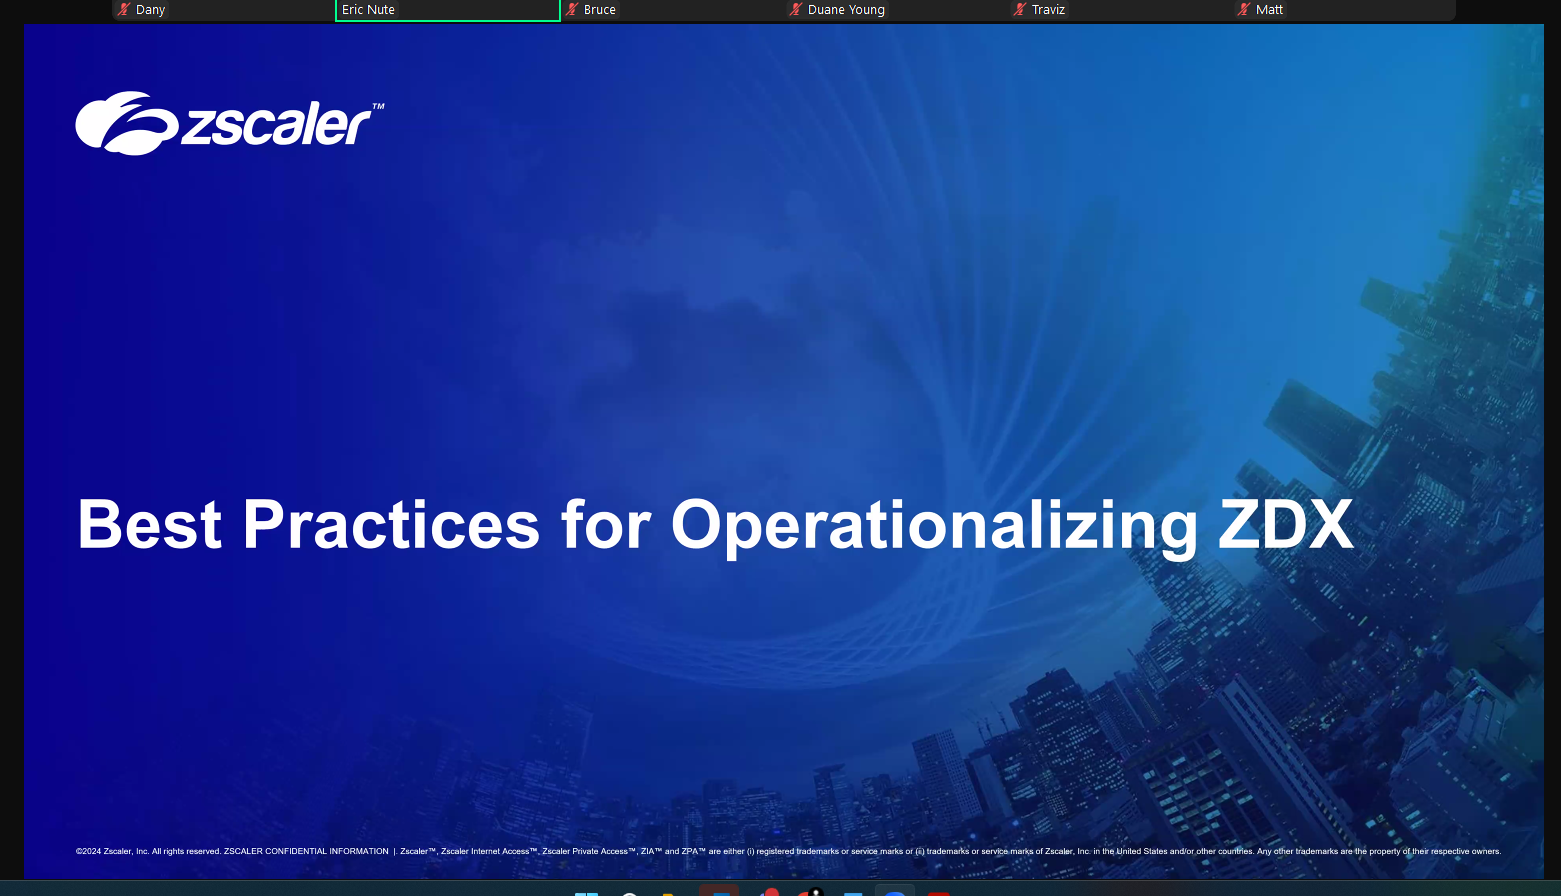 Dany
Eric Nute
Bruce
Duane Young
Traviz
Matt
zscaler™
Best Practices for Operationalizing ZDX
©2024 Zscaler, Inc. All rights reserved. ZSCALER CONFIDENTIAL INFORMATION | Zscaler™, Zscaler Internet Access™, Zscaler Private Access™, ZIA™ and ZPA™ are either (i) registered trademarks or service marks or (ii) trademarks or service marks of Zscaler, Inc. in the United States and/or other countries. Any other trademarks are the property of their respective owners.